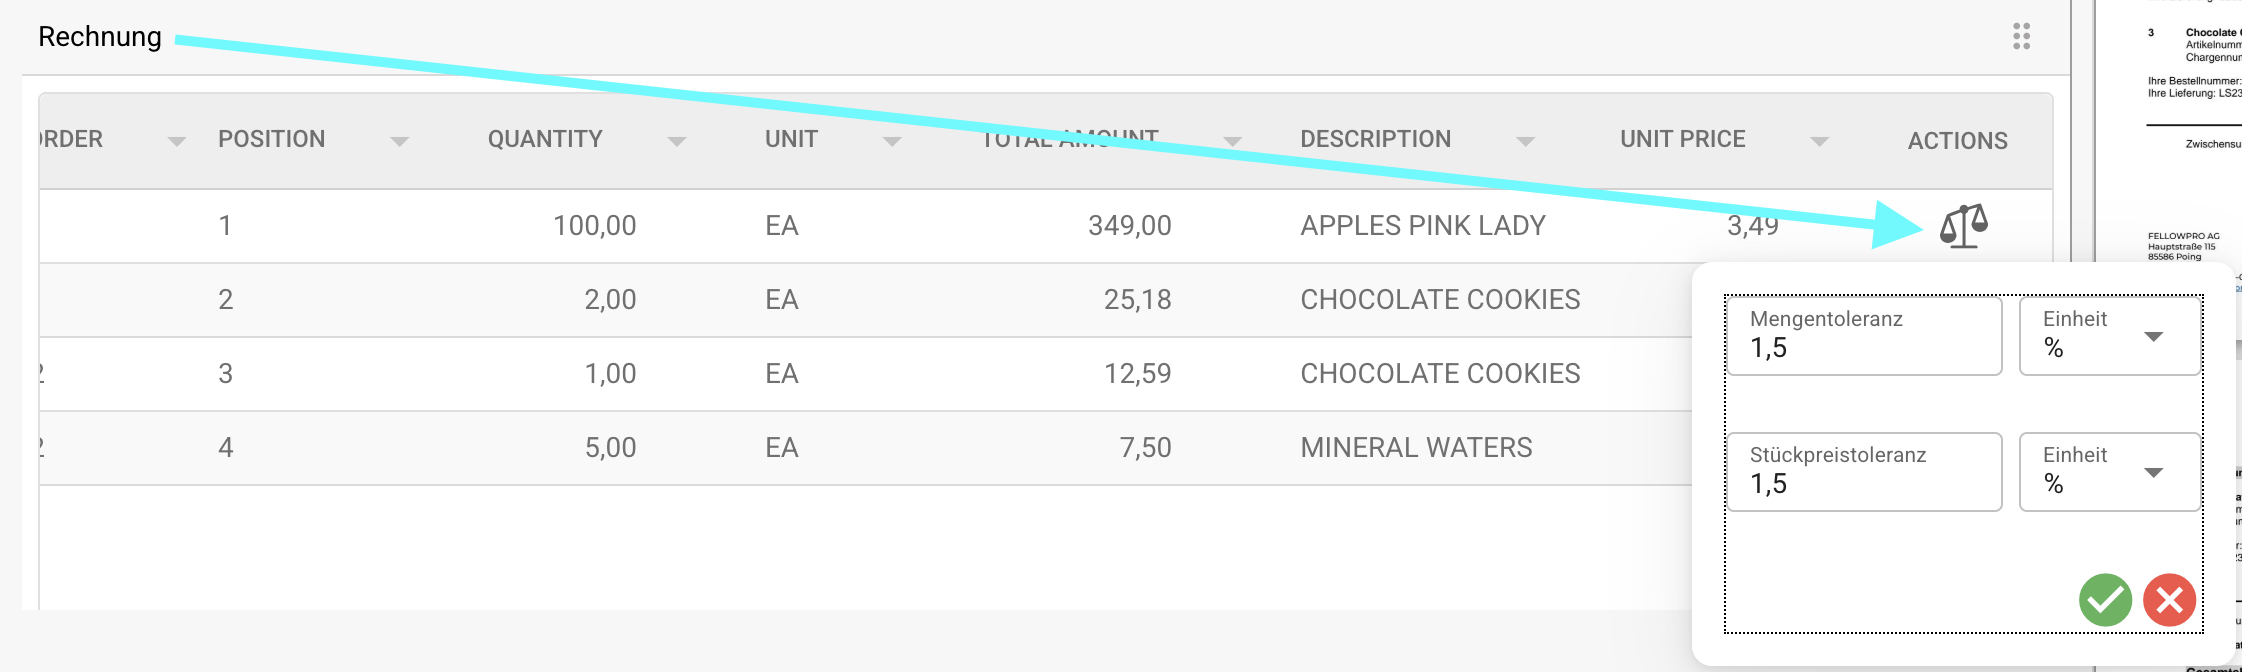 Rechnung
RDER POSITION QUANTITY UNIT TOTAL AMOUNT DESCRIPTION UNIT PRICE ACTIONS
1 100,00 EA 349,00 APPLES PINK LADY 3,49
2 2,00 EA 25,18 CHOCOLATE COOKIES
2 3 1,00 EA 12,59 CHOCOLATE COOKIES
2 4 5,00 EA 7,50 MINERAL WATERS
Mengentoleranz Einheit
1,5 %
Stückpreistoleranz Einheit
1,5 %
3 Chocolate
Artikelnumm
Chargennun
Ihre Bestellnummer:
Ihre Lieferung: LS23
Zwischensu
FELLOWPRO AG
Hauptstraße 115
85586 Poing